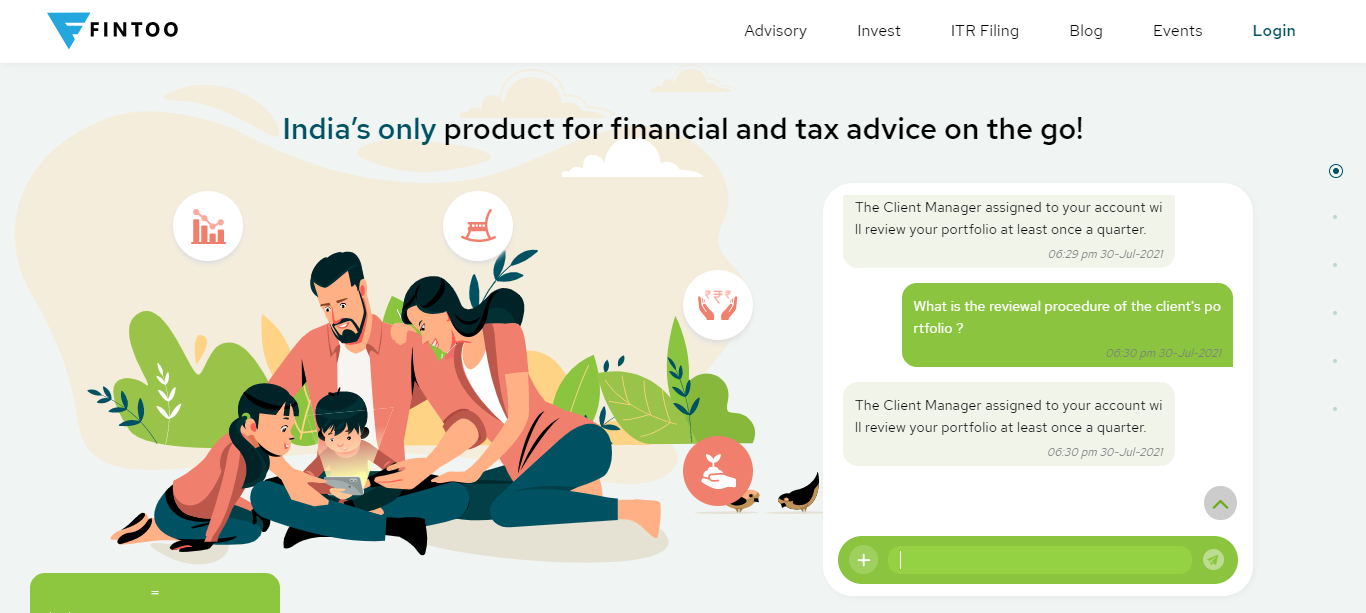 FINTOO
Advisory
Invest
ITR Filing
Blog
Events
Login
India’s only product for financial and tax advice on the go!
The Client Manager assigned to your account wi
ll review your portfolio at least once a quarter.
06:29 pm 30-Jul-2021
What is the reviewal procedure of the client's po
rtfolio ?
06:30 pm 30-Jul-2021
The Client Manager assigned to your account wi
ll review your portfolio at least once a quarter.
06:30 pm 30-Jul-2021